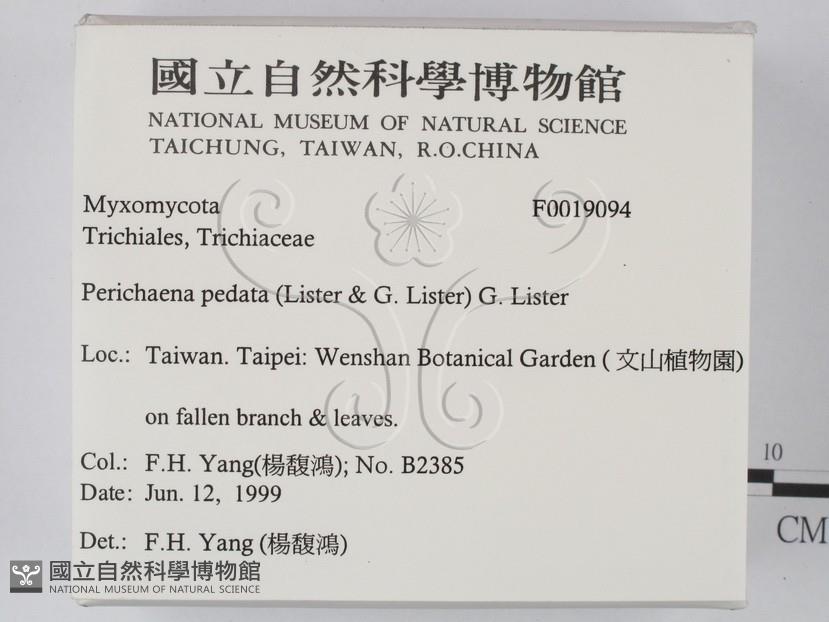 國立自然科學博物館
NATIONAL MUSEUM OF NATURAL SCIENCE
TAICHUNG, TAIWAN, R.O.CHINA
Myxomycota F0019094
Trichiales, Trichiaceae
Perichaena pedata (Lister & G. Lister) G. Lister
Loc.: Taiwan. Taipei: Wenshan Botanical Garden ( 文山植物園)
on fallen branch & leaves.
Col.: F.H. Yang(楊馥鴻); No. B2385
Date: Jun. 12, 1999
Det.: F.H. Yang (楊馥鴻)
10
CM
國立自然科學博物館
NATIONAL MUSEUM OF NATURAL SCIENCE